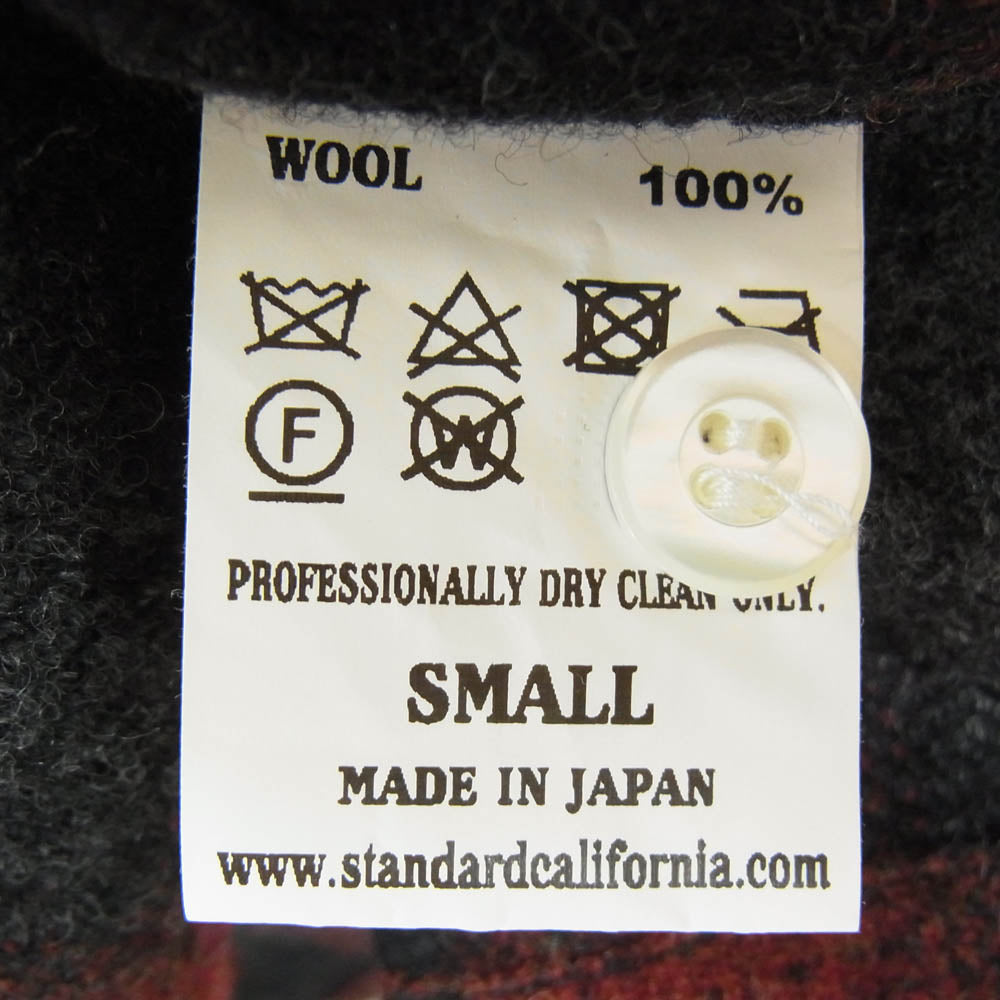 WOOL 100%
F W
PROFESSIONALLY DRY CLEAN ONLY.
SMALL
MADE IN JAPAN
www.standardcalifornia.com